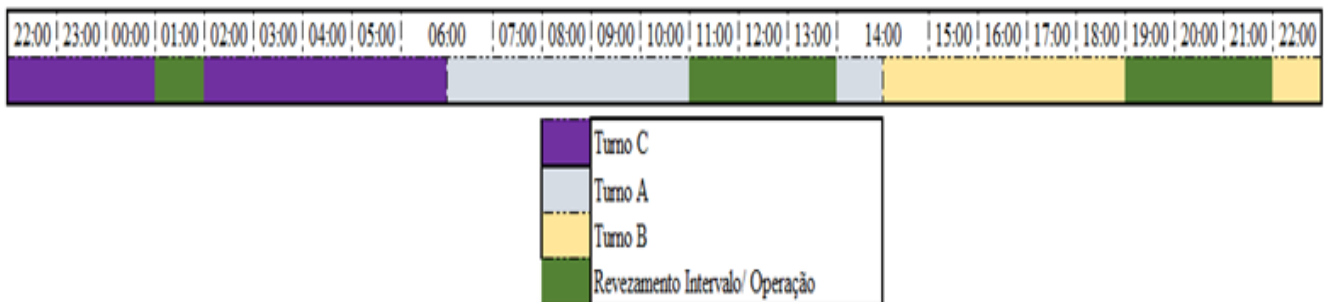 22:00 23:00 00:00 01:00 02:00 03:00 04:00 05:00 06:00 07:00 08:00 09:00 10:00 11:00 12:00 13:00 14:00 15:00 16:00 17:00 18:00 19:00 20:00 21:00 22:00
Turno C
Turno A
Turno B
Revezamento Intervalo/ Operação